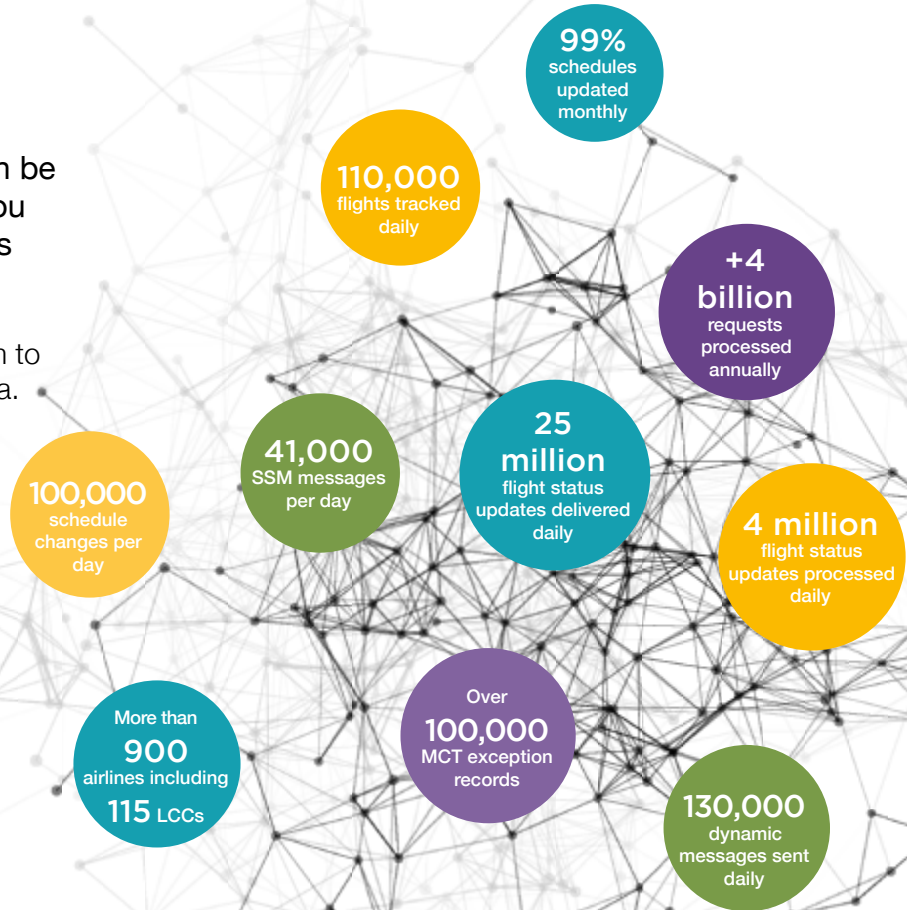 99%
schedules
updated
monthly
110,000
flights tracked
daily
be
s
+4
billion
requests
processed
annually
to
41,000
SSM messages
per day
25
million
flight status
updates delivered
daily
100,000
schedule
changes per
day
4 million
flight status
updates processed
daily
More than
900
airlines including
115 LCCs
Over
100,000
MCT exception
records
130,000
dynamic
messages sent
daily